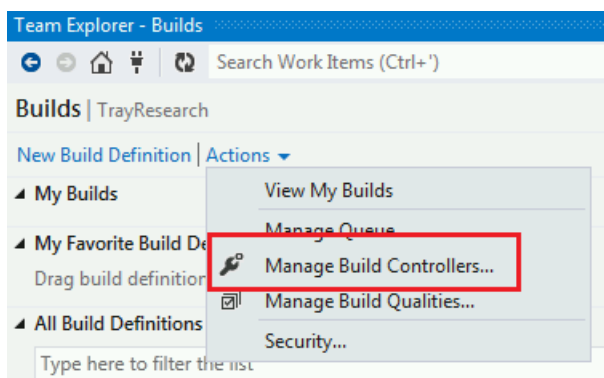 Team Explorer - Builds
Search Work Items (Ctrl+')
Builds | TrayResearch
New Build Definition | Actions
My Builds
View My Builds
Manage Queue
My Favorite Build De
Manage Build Controllers...
Drag build definition
Manage Build Qualities...
All Build Definitions
Security...
Type here to filter the list